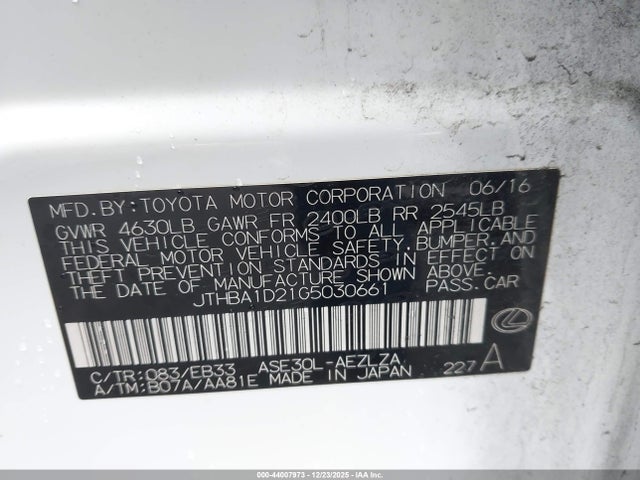 MFD. BY: TOYOTA MOTOR CORPORATION 06/16
GVWR 4630LB GAWR FR 2400LB RR 2545LB
THIS VEHICLE CONFORMS TO ALL APPLICABLE
FEDERAL MOTOR VEHICLE SAFETY, BUMPER, AND
THEFT PREVENTION STANDARDS IN EFFECT ON
THE DATE OF MANUFACTURE SHOWN ABOVE.
JTHBA1D21G5030661 PASS. CAR
C/TR: 083/EB33 ASE30L-AEZLZA
A/TM: B07A/AA81E MADE IN JAPAN 227 A
000-44007973 - 12/23/2025 - IAAI.COM